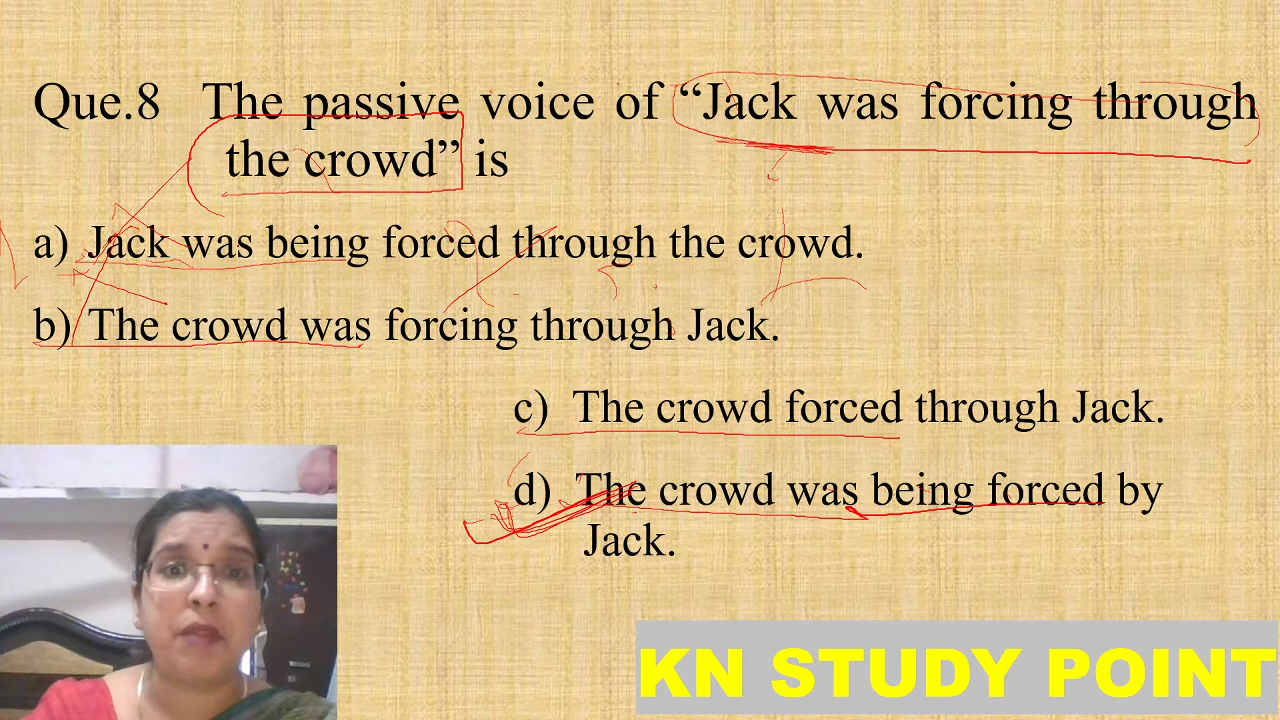 Que.8 The passive voice of “Jack was forcing through
the crowd” is
a) Jack was being forced through the crowd.
b) The crowd was forcing through Jack.
c) The crowd forced through Jack.
d) The crowd was being forced by
Jack.
KN STUDY POINT